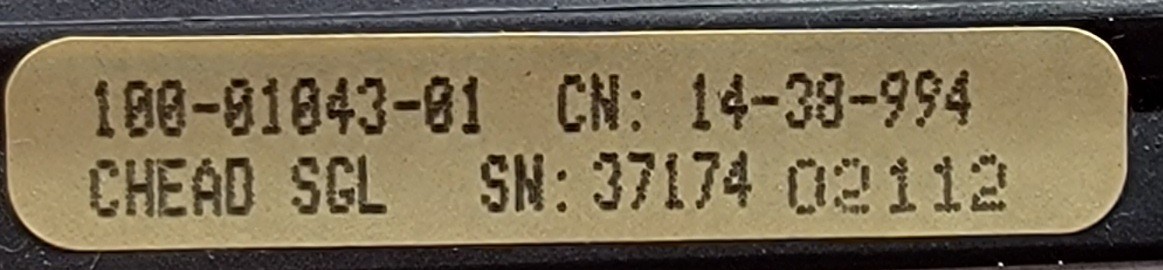 100-01043-01 CN: 14-38-994
CHEAD SGL SN: 37174 02112